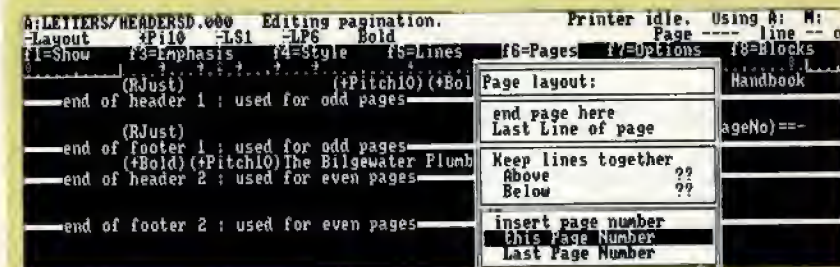 A:LETTERS/HEADERSD.000 Editing pagination. Printer idle. Using A: M:
-Layout +Pi10 -LS1 -LP6 Bold Page ---- line --
f1=Show f3=Emphasis f4=Style f5=Lines f6=Pages f7=Options f8=Blocks
(RJust) (+Pitch10)(+Bol Handbook
end of header 1 : used for odd pages
(RJust) ageNo)==-
end of footer 1 : used for odd pages
(+Bold)(+Pitch10)The Bilgewater Plumb
end of header 2 : used for even pages
end of footer 2 : used for even pages
Page layout:
end page here
Last Line of page
Keep lines together
Above ??
Below ??
insert page number
this Page Number
Last Page Number